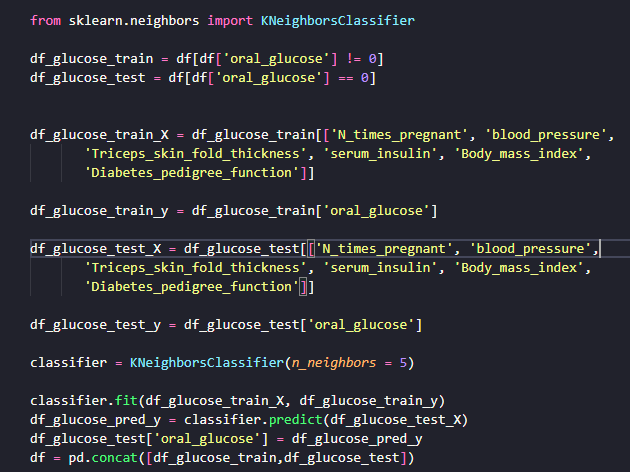 from sklearn.neighbors import KNeighborsClassifier
df_glucose_train = df[df['oral_glucose'] != 0]
df_glucose_test = df[df['oral_glucose'] == 0]
df_glucose_train_X = df_glucose_train[['N_times_pregnant', 'blood_pressure',
'Triceps_skin_fold_thickness', 'serum_insulin', 'Body_mass_index',
'Diabetes_pedigree_function']]
df_glucose_train_y = df_glucose_train['oral_glucose']
df_glucose_test_X = df_glucose_test[['N_times_pregnant', 'blood_pressure',
'Triceps_skin_fold_thickness', 'serum_insulin', 'Body_mass_index',
'Diabetes_pedigree_function']]
df_glucose_test_y = df_glucose_test['oral_glucose']
classifier = KNeighborsClassifier(n_neighbors = 5)
classifier.fit(df_glucose_train_X, df_glucose_train_y)
df_glucose_pred_y = classifier.predict(df_glucose_test_X)
df_glucose_test['oral_glucose'] = df_glucose_pred_y
df = pd.concat([df_glucose_train,df_glucose_test])